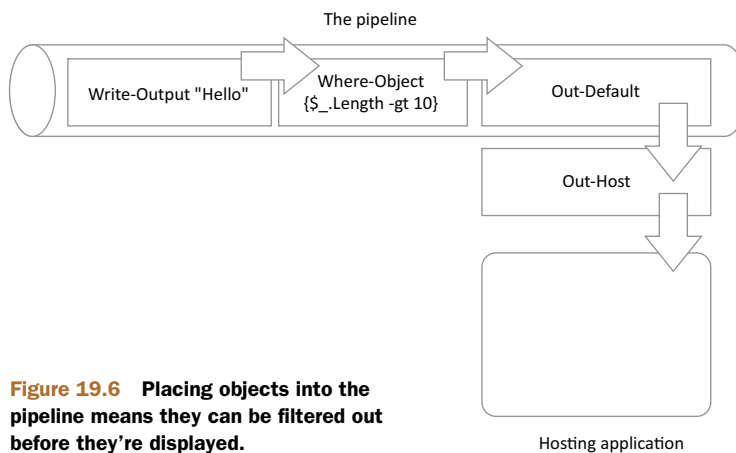 The pipeline
Write-Output "Hello"
Where-Object
{$_.Length -gt 10}
Out-Default
Out-Host
Figure 19.6 Placing objects into the
pipeline means they can be filtered out
before they’re displayed.
Hosting application